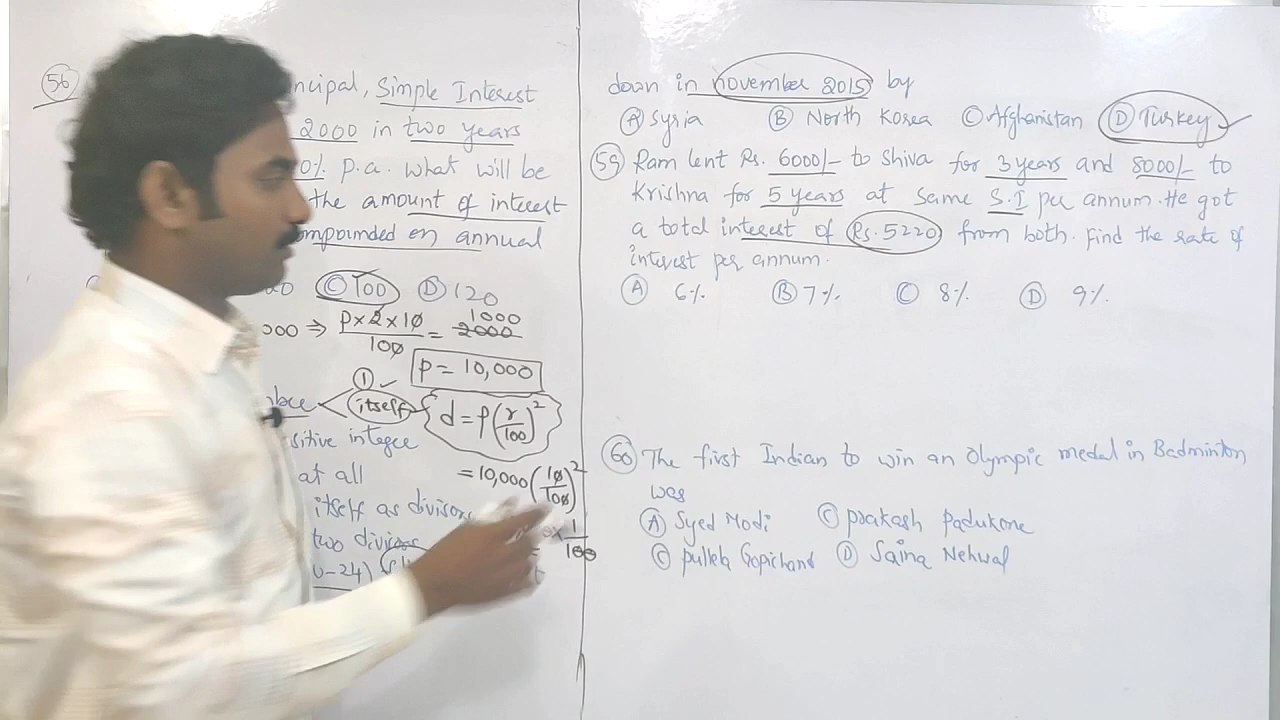 56
ncipal, Simple Interest
2000 in two years
0% p.a. what will be
the amount of interest
mpounded on annual
C 100 D 120
000 ⇒ p×2×10/100 = 2000 1000
p = 10,000
1
itself
d = p(r/100)²
sitive integer
= 10,000(10/100)²
at all
itself as divisor
two divisors
× 1/100
0-24)
down in november 2015 by
A Syria B North Korea C Afghanistan D Turkey
59 Ram lent Rs. 6000/- to Shiva for 3 years and 8000/- to
Krishna for 5 years at same S.I per annum. He got
a total interest of Rs. 5220 from both. Find the rate of
interest per annum.
A 6% B 7% C 8% D 9%
60 The first Indian to win an Olympic medal in Badminton
was
A Syed Modi C prakash Padukone
C pullela Gopichand D Saina Nehwal